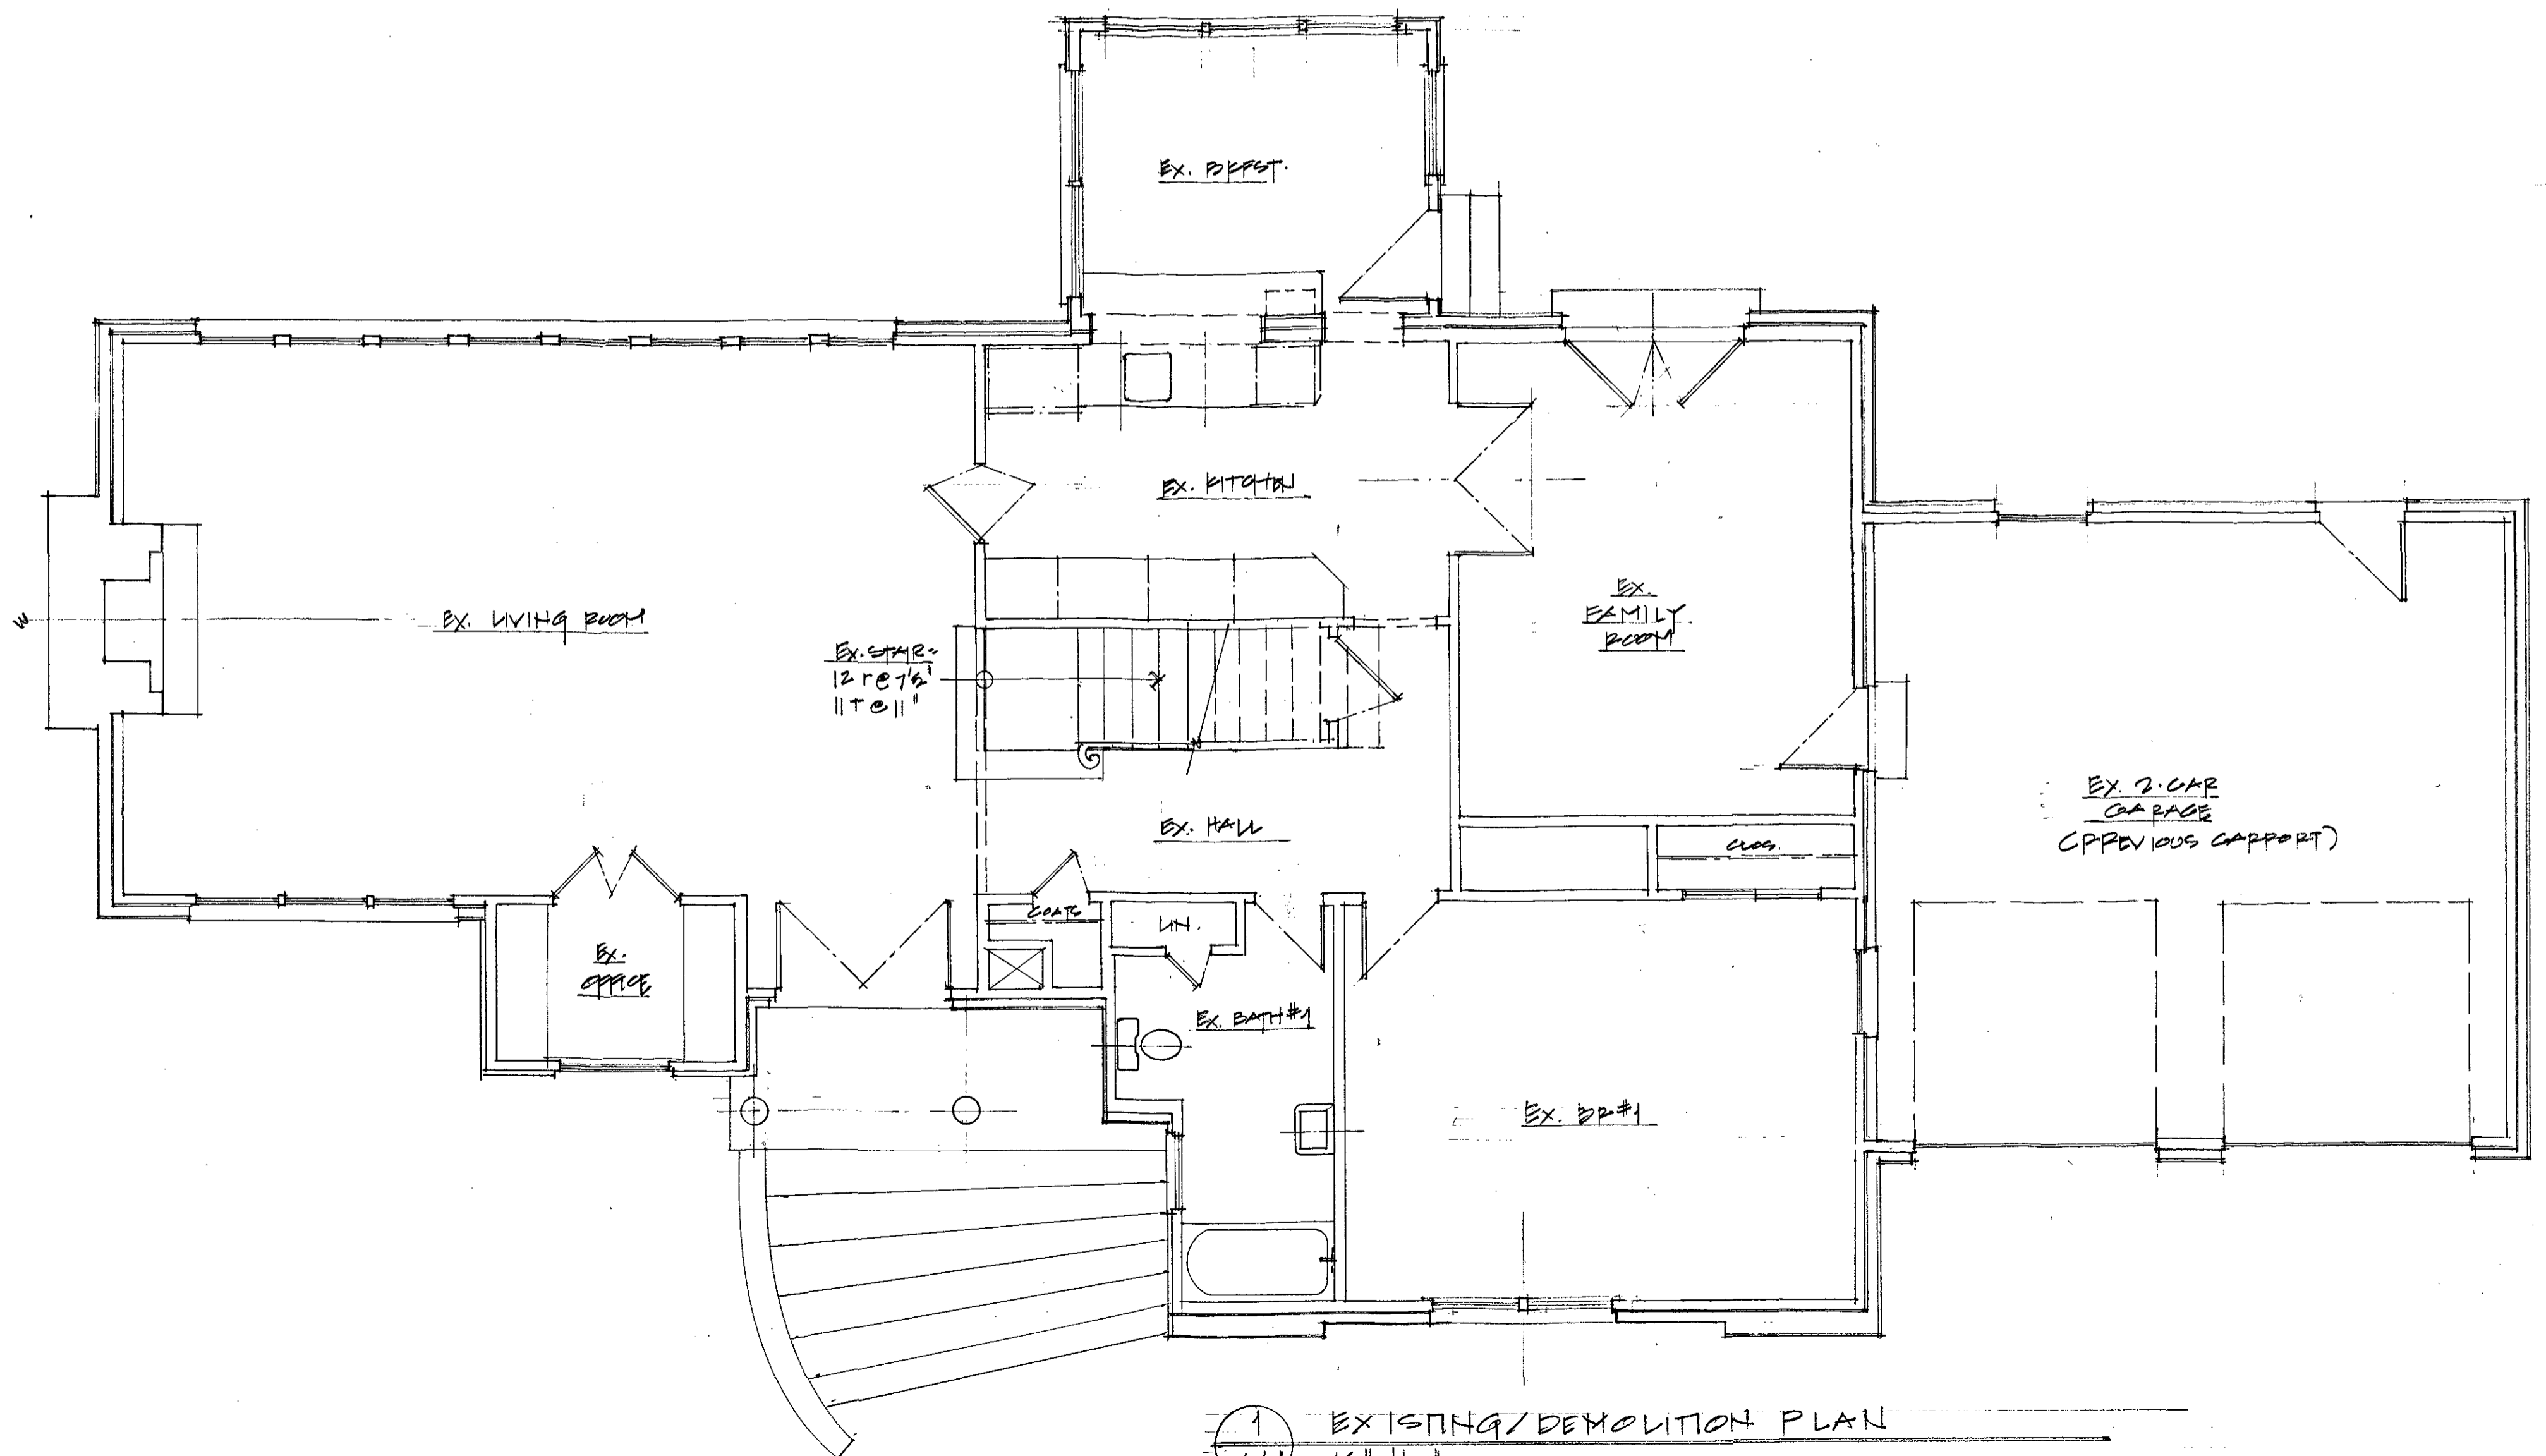 EX. BKFST.
EX. KITCHEN
EX. LIVING ROOM
EX.
FAMILY
ROOM
EX. STAIR-
12 r @ 7 1/2"
11 T @ 11"
EX. 2-CAR
GARAGE
(PREVIOUS CARPORT)
EX. HALL
CLOS.
COATS
LIN.
EX.
OFFICE
EX. BATH #1
EX. BR #1
1
EXISTING/DEMOLITION PLAN